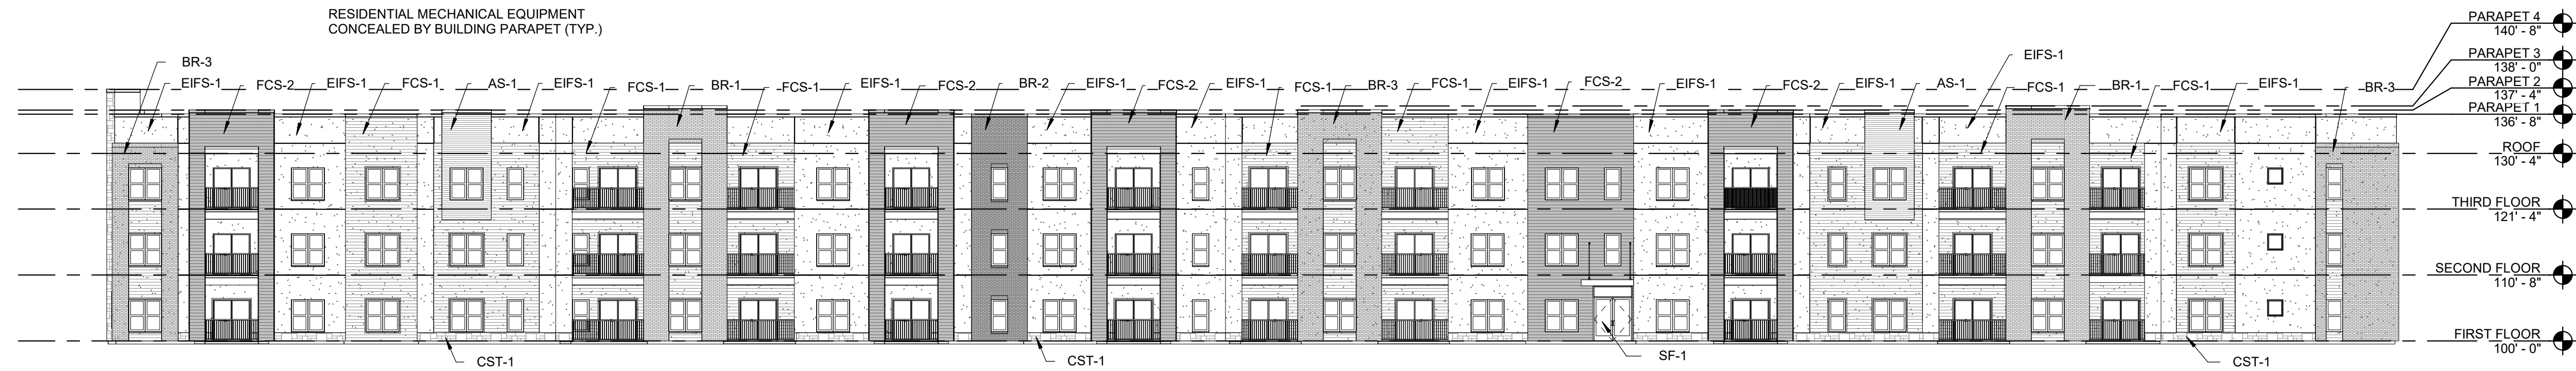 RESIDENTIAL MECHANICAL EQUIPMENT
CONCEALED BY BUILDING PARAPET (TYP.)
BR-3
EIFS-1
FCS-2
EIFS-1
FCS-1
AS-1
EIFS-1
FCS-1
BR-1
FCS-1
EIFS-1
FCS-2
BR-2
EIFS-1
FCS-2
EIFS-1
FCS-1
BR-3
FCS-1
EIFS-1
FCS-2
EIFS-1
FCS-2
EIFS-1
AS-1
EIFS-1
FCS-1
BR-1
FCS-1
EIFS-1
BR-3
PARAPET 4
140' - 8"
PARAPET 3
138' - 0"
PARAPET 2
137' - 4"
PARAPET 1
136' - 8"
ROOF
130' - 4"
THIRD FLOOR
121' - 4"
SECOND FLOOR
110' - 8"
FIRST FLOOR
100' - 0"
CST-1
CST-1
SF-1
CST-1